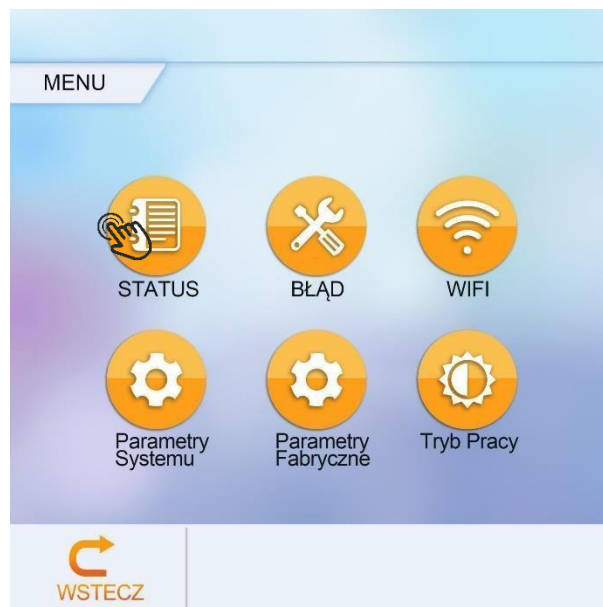 MENU
STATUS
BŁĄD
WIFI
Parametry
Systemu
Parametry
Fabryczne
Tryb Pracy
WSTECZ